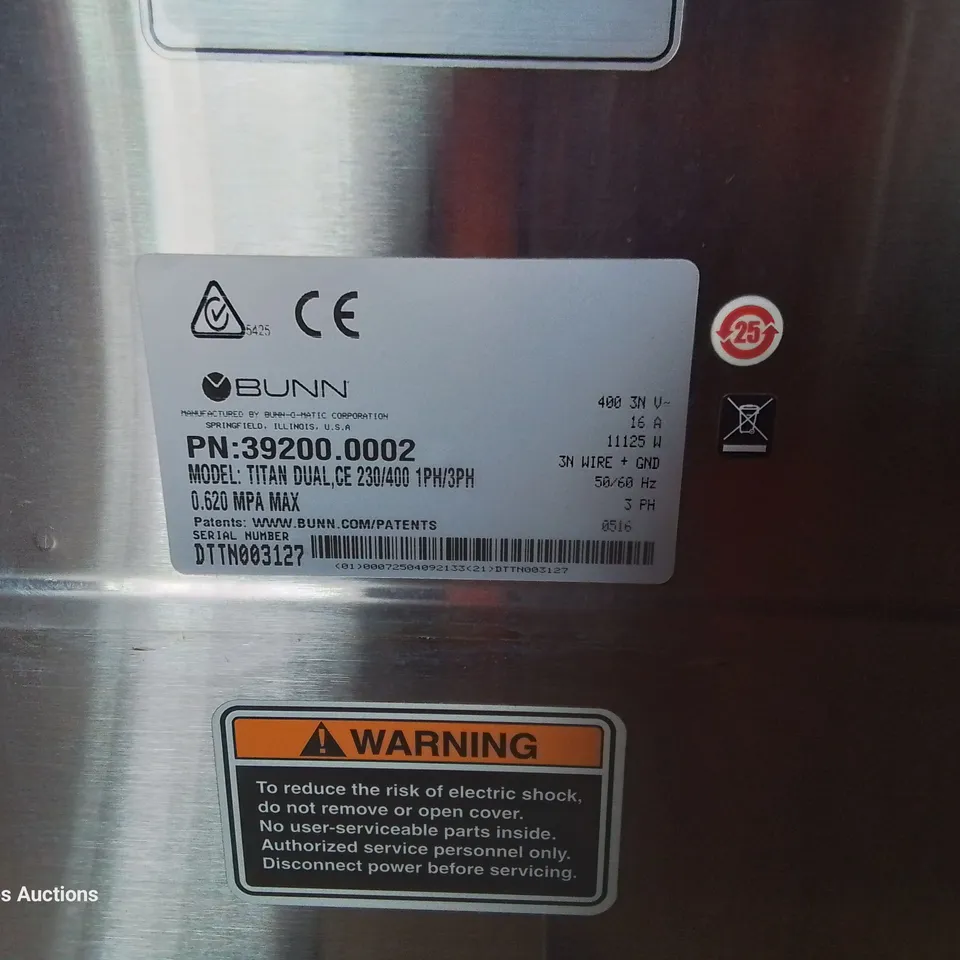 5425
CE
BUNN
MANUFACTURED BY BUNN-O-MATIC CORPORATION
SPRINGFIELD, ILLINOIS, U.S.A
PN:39200.0002
MODEL: TITAN DUAL,CE 230/400 1PH/3PH
0.620 MPA MAX
Patents: WWW.BUNN.COM/PATENTS
SERIAL NUMBER
DTTN003127
(01)00072504092133(21)DTTN003127
400 3N V~
16 A
11125 W
3N WIRE + GND
50/60 Hz
3 PH
0516
25
WARNING
To reduce the risk of electric shock,
do not remove or open cover.
No user-serviceable parts inside.
Authorized service personnel only.
Disconnect power before servicing.
s Auctions